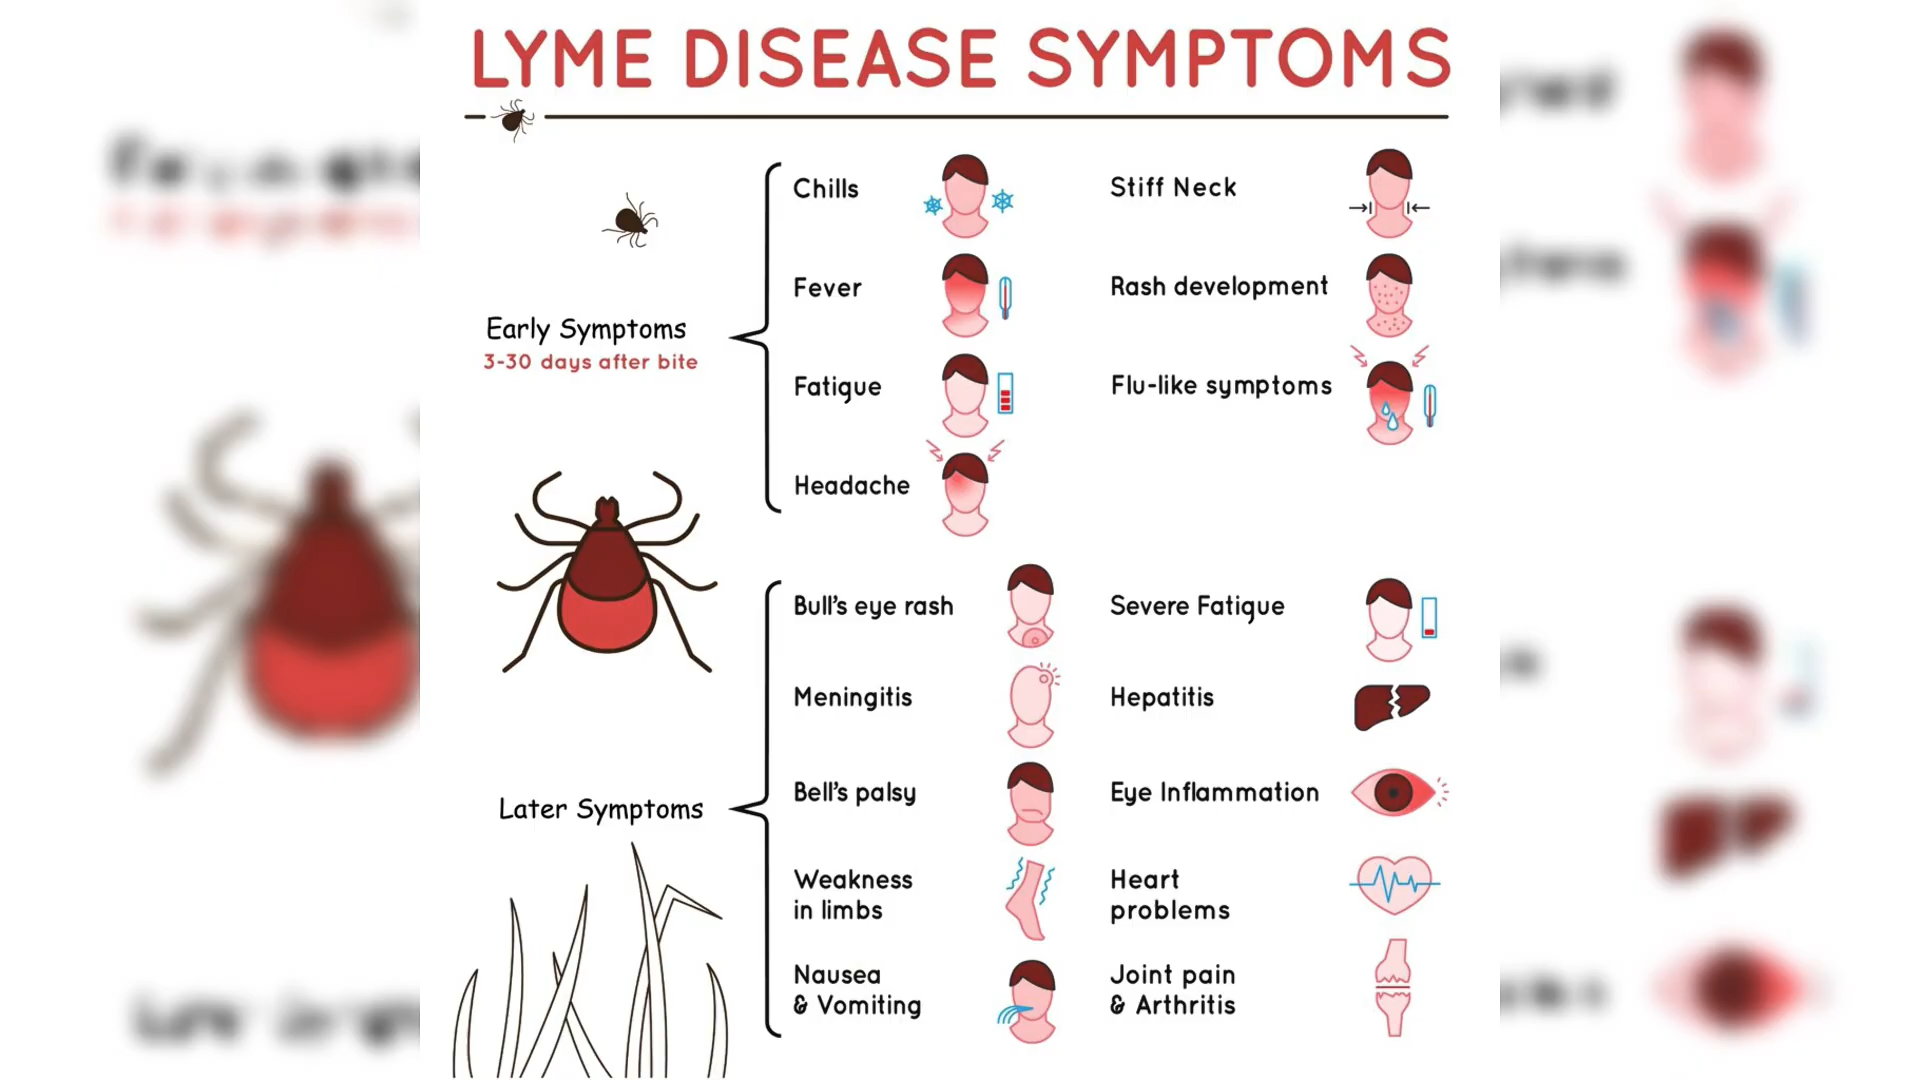 LYME DISEASE SYMPTOMS
Early Symptoms
3-30 days after bite
Chills
Fever
Fatigue
Headache
Stiff Neck
Rash development
Flu-like symptoms
Later Symptoms
Bull's eye rash
Meningitis
Bell's palsy
Weakness
in limbs
Nausea
& Vomiting
Severe Fatigue
Hepatitis
Eye Inflammation
Heart
problems
Joint pain
& Arthritis